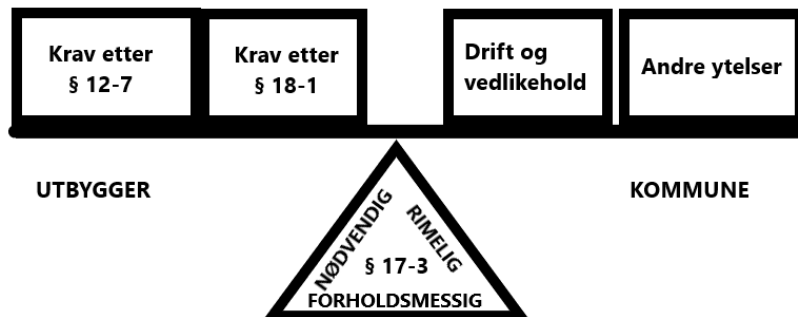 Krav etter
§ 12-7
Krav etter
§ 18-1
Drift og
vedlikehold
Andre ytelser
UTBYGGER
KOMMUNE
NØDVENDIG
RIMELIG
§ 17-3
FORHOLDSMESSIG